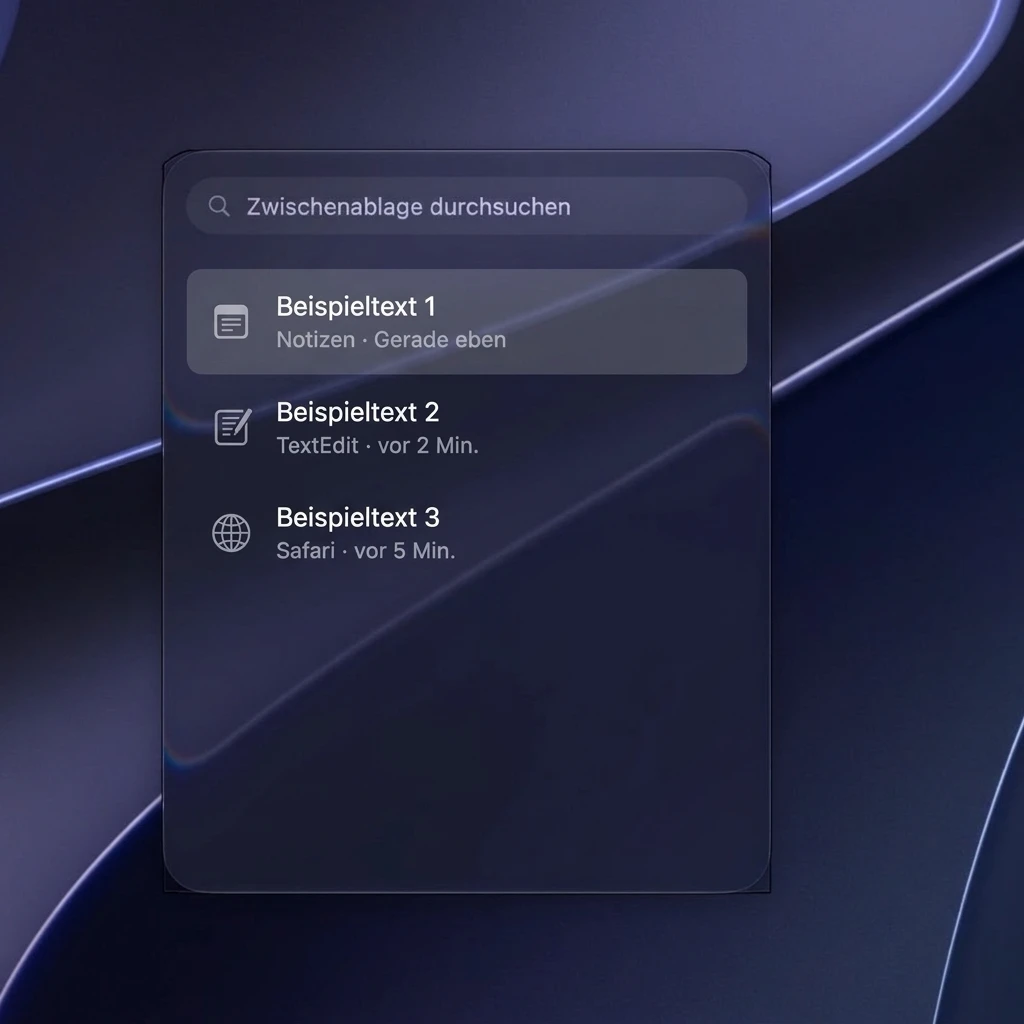 Zwischenablage durchsuchen
Beispieltext 1
Notizen · Gerade eben
Beispieltext 2
TextEdit · vor 2 Min.
Beispieltext 3
Safari · vor 5 Min.